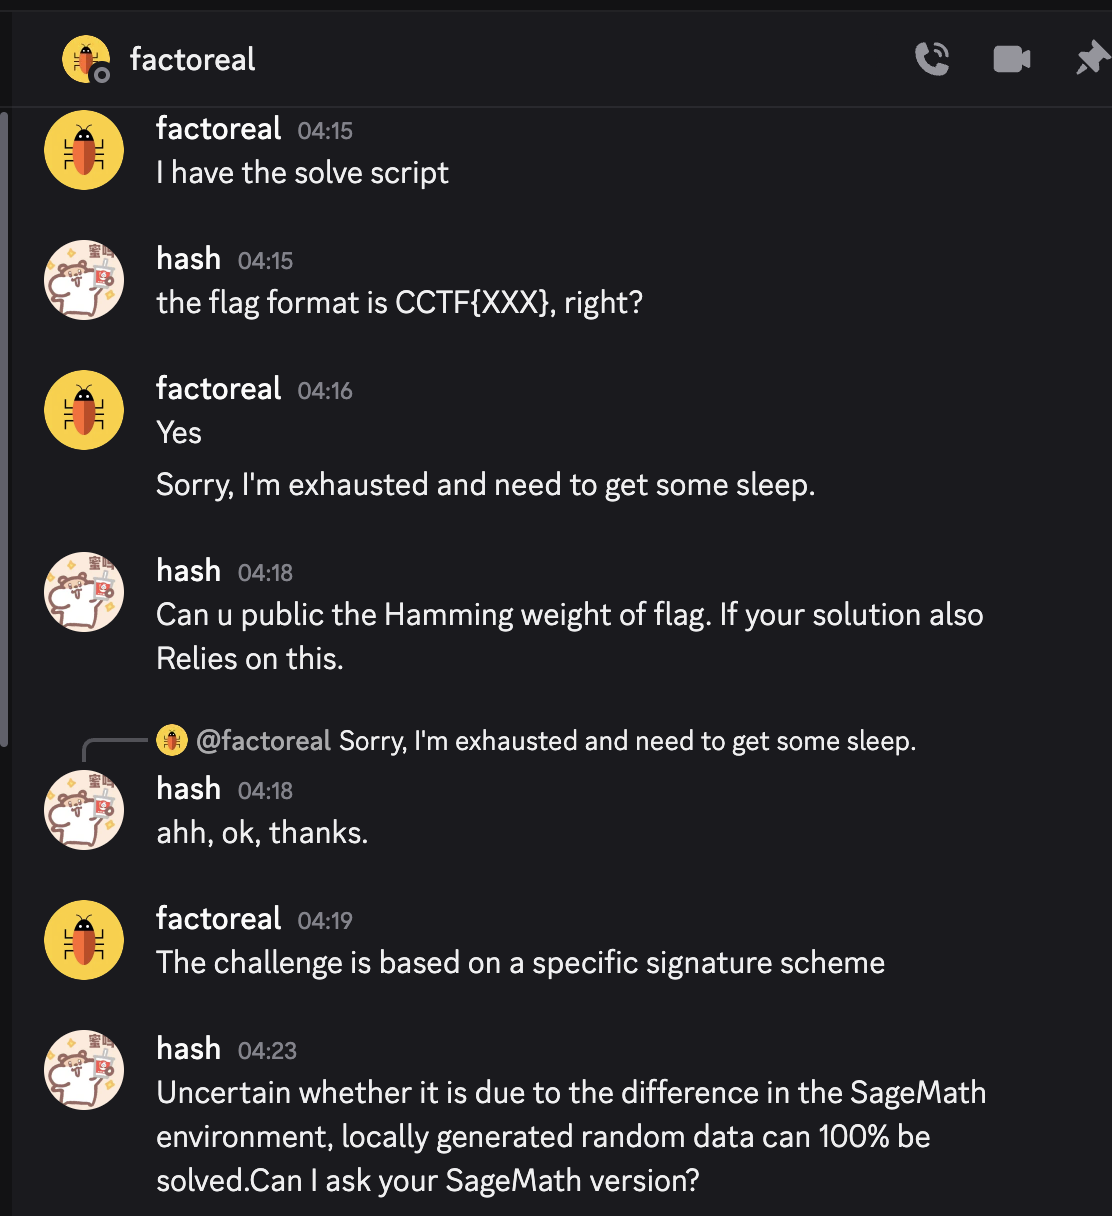 factoreal
factoreal 04:15
I have the solve script
hash 04:15
the flag format is CCTF{XXX}, right?
factoreal 04:16
Yes
Sorry, I'm exhausted and need to get some sleep.
hash 04:18
Can u public the Hamming weight of flag. If your solution also
Relies on this.
@factoreal Sorry, I'm exhausted and need to get some sleep.
hash 04:18
ahh, ok, thanks.
factoreal 04:19
The challenge is based on a specific signature scheme
hash 04:23
Uncertain whether it is due to the difference in the SageMath
environment, locally generated random data can 100% be
solved.Can I ask your SageMath version?